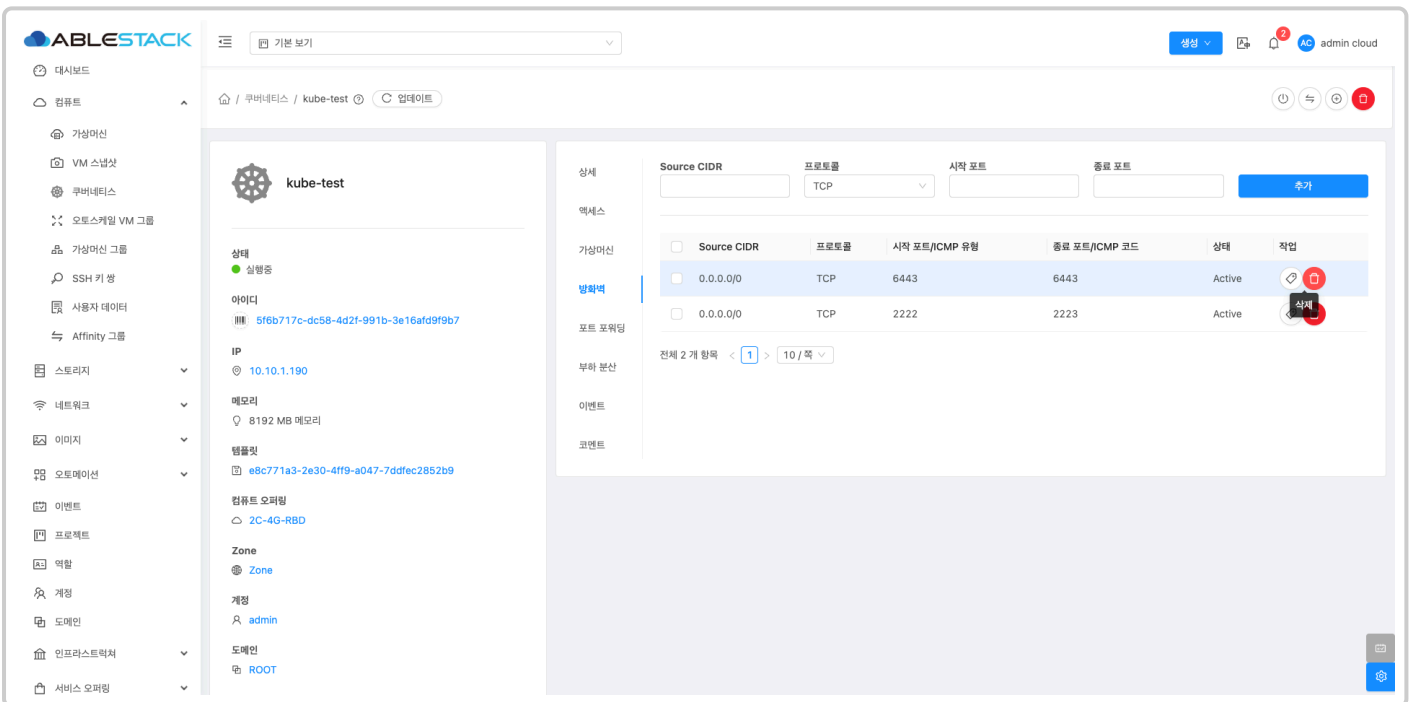 ABLESTACK
기본 보기
생성
2
AC
admin cloud
대시보드
컴퓨트
가상머신
VM 스냅샷
쿠버네티스
오토스케일 VM 그룹
가상머신 그룹
SSH 키 쌍
사용자 데이터
Affinity 그룹
스토리지
네트워크
이미지
오토메이션
이벤트
프로젝트
역할
계정
도메인
인프라스트럭쳐
서비스 오퍼링
/ 쿠버네티스 / kube-test
업데이트
kube-test
상태
실행중
아이디
5f6b717c-dc58-4d2f-991b-3e16afd9f9b7
IP
10.10.1.190
메모리
8192 MB 메모리
템플릿
e8c771a3-2e30-4ff9-a047-7ddfec2852b9
컴퓨트 오퍼링
2C-4G-RBD
Zone
Zone
계정
admin
도메인
ROOT
상세
액세스
가상머신
방화벽
포트 포워딩
부하 분산
이벤트
코멘트
Source CIDR 프로토콜 시작 포트 종료 포트
TCP 추가
Source CIDR 프로토콜 시작 포트/ICMP 유형 종료 포트/ICMP 코드 상태 작업
0.0.0.0/0 TCP 6443 6443 Active
삭제
0.0.0.0/0 TCP 2222 2223 Active
전체 2 개 항목 < 1 > 10 / 쪽